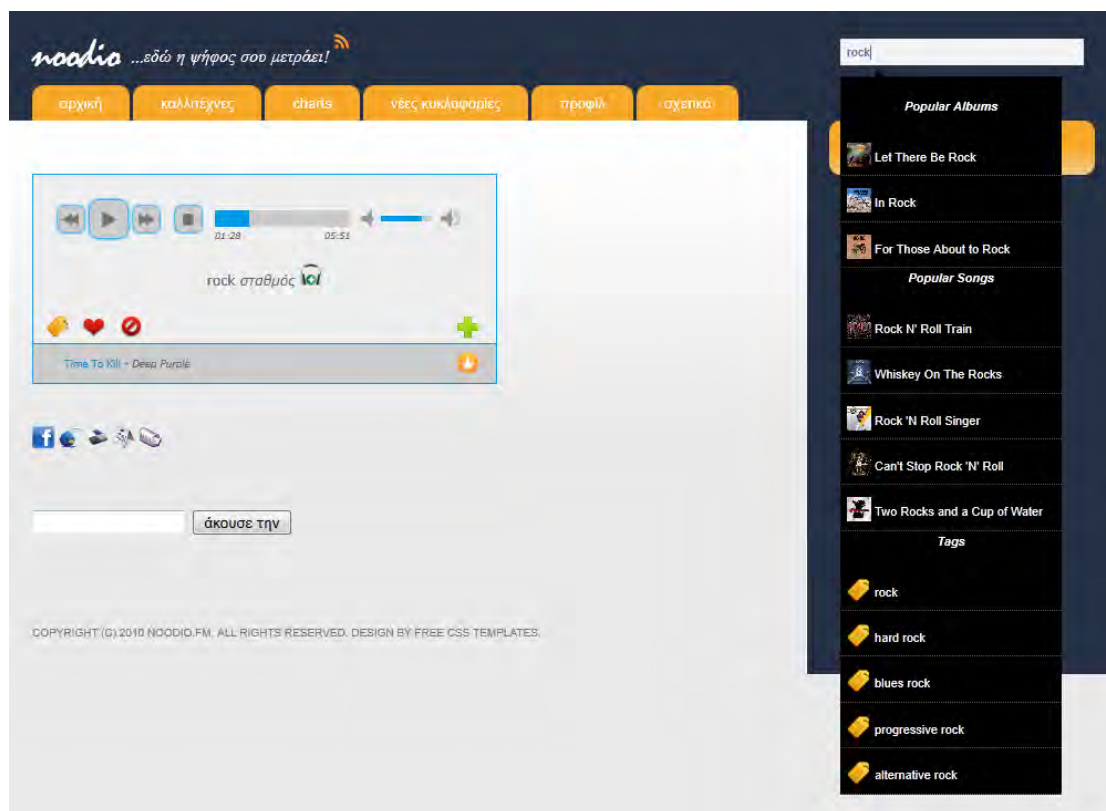 noodio ...εδώ η ψήφος σου μετράει!
αρχική καλλιτέχνες charts νέες κυκλοφορίες προφίλ σχετικά
01:28 05:51
rock σταθμός
Time To Kill - Deep Purple
άκουσε την
COPYRIGHT (C) 2010 NOODIO.FM. ALL RIGHTS RESERVED. DESIGN BY FREE CSS TEMPLATES.
rock
Popular Albums
Let There Be Rock
In Rock
For Those About to Rock
Popular Songs
Rock N' Roll Train
Whiskey On The Rocks
Rock 'N Roll Singer
Can't Stop Rock 'N' Roll
Two Rocks and a Cup of Water
Tags
rock
hard rock
blues rock
progressive rock
alternative rock